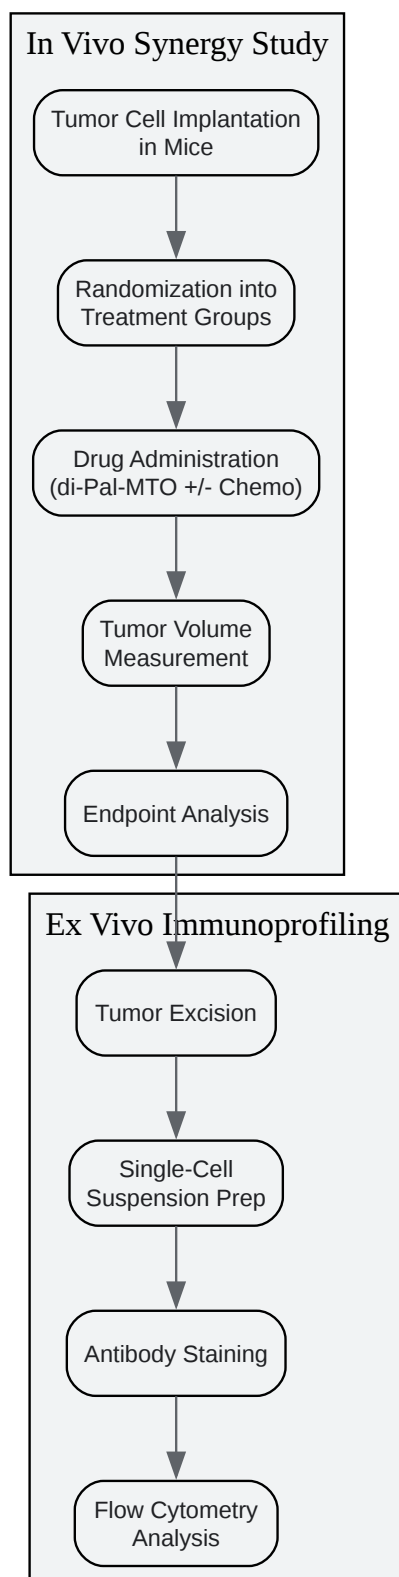 In Vivo Synergy Study
Tumor Cell Implantation
in Mice
Randomization into
Treatment Groups
Drug Administration
(di-Pal-MTO +/- Chemo)
Tumor Volume
Measurement
Endpoint Analysis
Ex Vivo Immunoprofiling
Tumor Excision
Single-Cell
Suspension Prep
Antibody Staining
Flow Cytometry
Analysis